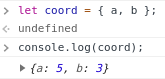 let coord = { a, b };
undefined
console.log(coord);
{a: 5, b: 3}